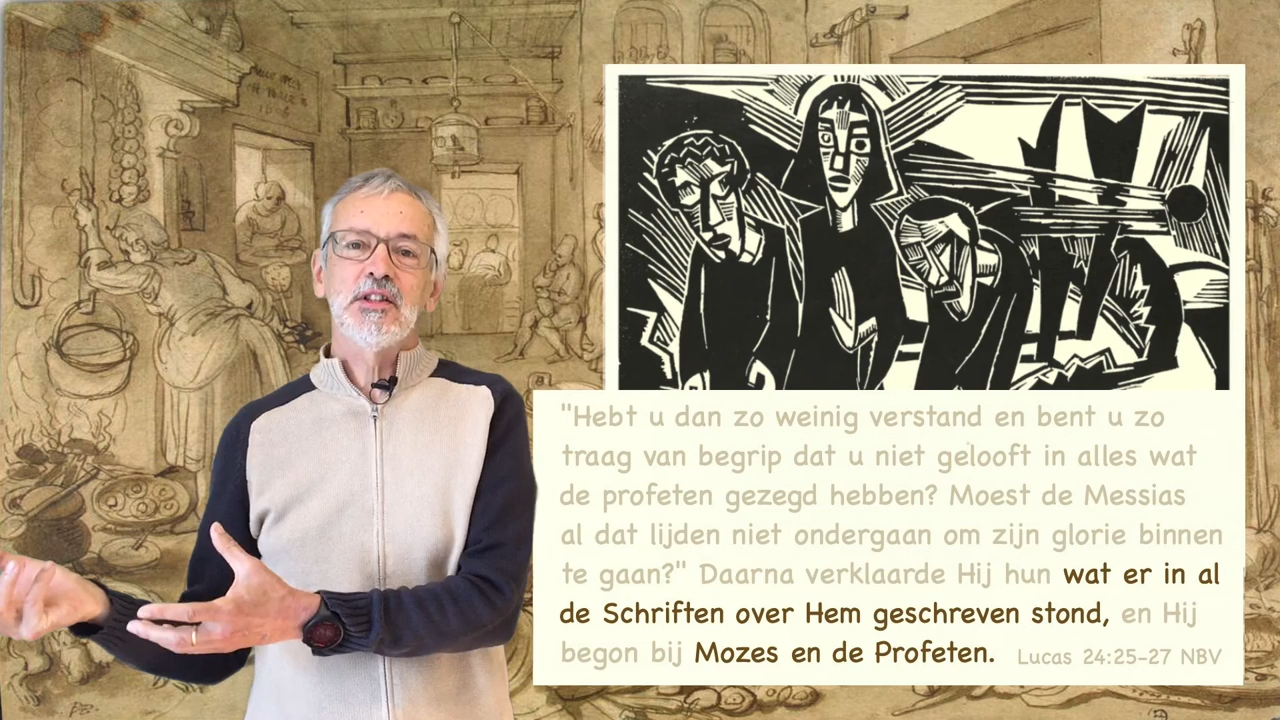 "Hebt u dan zo weinig verstand en bent u zo
traag van begrip dat u niet gelooft in alles wat
de profeten gezegd hebben? Moest de Messias
al dat lijden niet ondergaan om zijn glorie binnen
te gaan?" Daarna verklaarde Hij hun wat er in al
de Schriften over Hem geschreven stond, en Hij
begon bij Mozes en de Profeten. Lucas 24:25-27 NBV